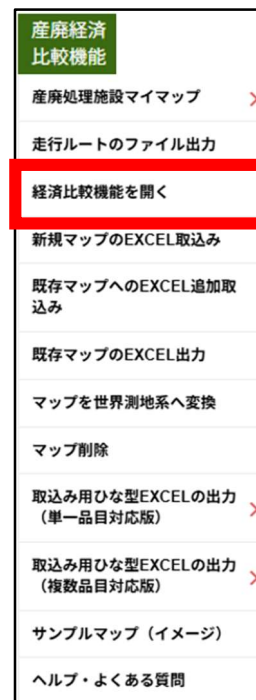 産廃経済
比較機能
産廃処理施設マイマップ
走行ルートのファイル出力
経済比較機能を開く
新規マップのEXCEL取込み
既存マップへのEXCEL追加取
込み
既存マップのEXCEL出力
マップを世界測地系へ変換
マップ削除
取込み用ひな型EXCELの出力
（単一品目対応版）
取込み用ひな型EXCELの出力
（複数品目対応版）
サンプルマップ（イメージ）
ヘルプ・よくある質問